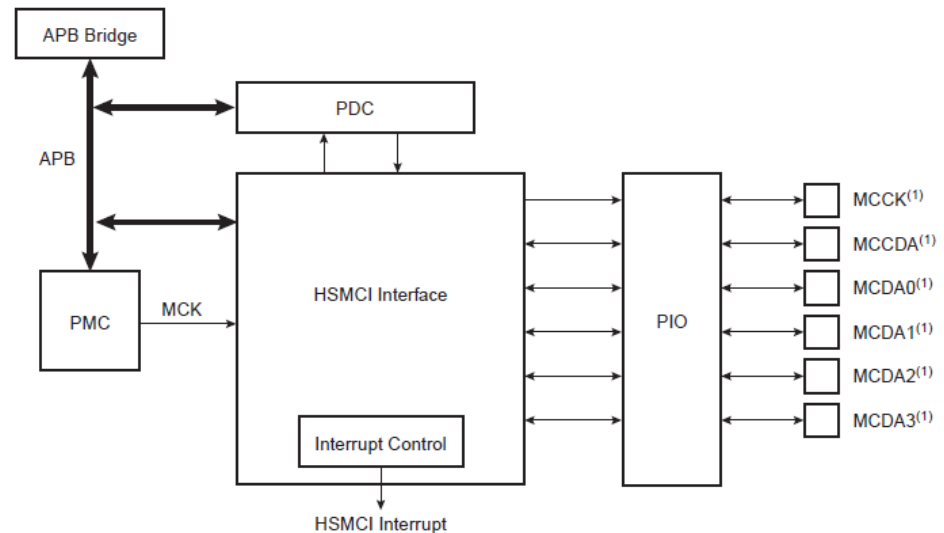 APB Bridge
PDC
APB
MCCK(1)
MCCDA(1)
HSMCI Interface
MCDA0(1)
MCK
PMC
PIO
MCDA1(1)
MCDA2(1)
Interrupt Control
MCDA3(1)
HSMCI Interrupt